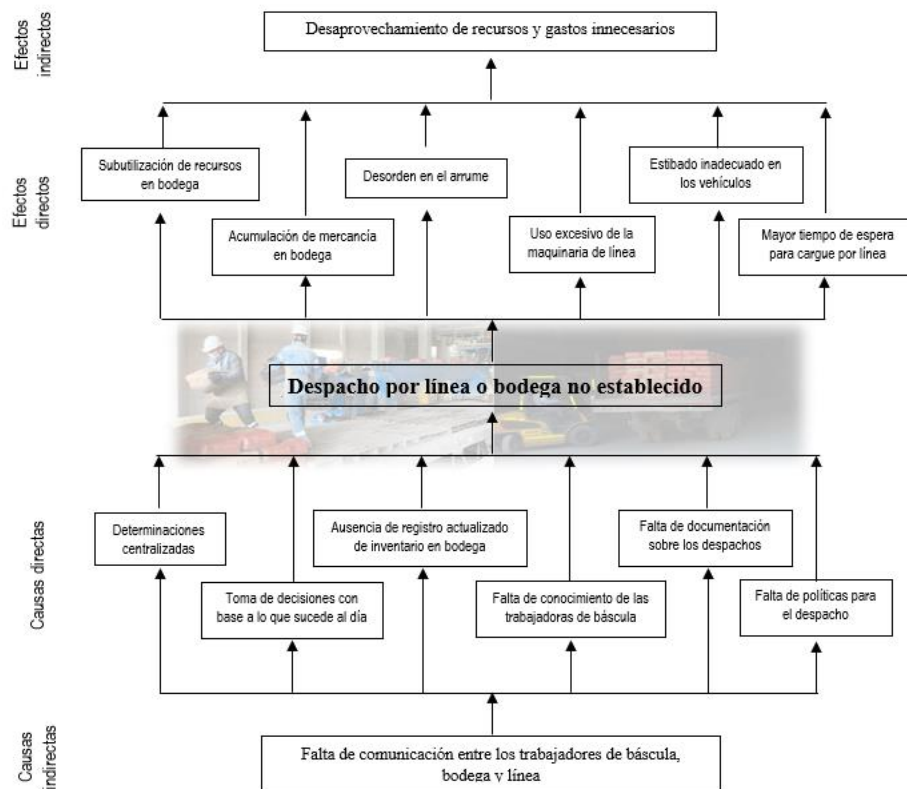 Efectos
indirectos
Desaprovechamiento de recursos y gastos innecesarios
Efectos
directos
Subutilización de recursos
en bodega
Acumulación de mercancía
en bodega
Desorden en el arrume
Uso excesivo de la
maquinaria de línea
Estibado inadecuado en
los vehículos
Mayor tiempo de espera
para cargue por línea
Despacho por línea o bodega no establecido
Causas directas
Determinaciones
centralizadas
Toma de decisiones con
base a lo que sucede al día
Ausencia de registro actualizado
de inventario en bodega
Falta de conocimiento de las
trabajadoras de báscula
Falta de documentación
sobre los despachos
Falta de políticas para
el despacho
Causas
indirectas
Falta de comunicación entre los trabajadores de báscula,
bodega y línea